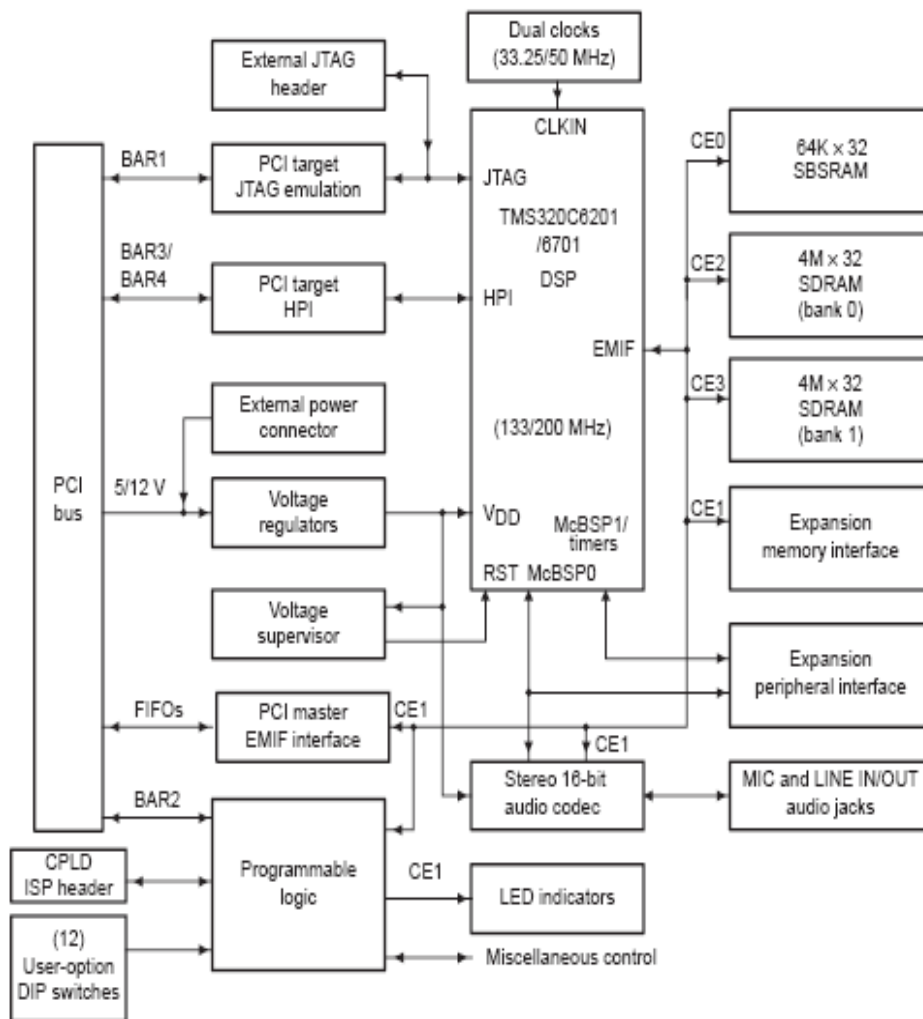 Dual clocks
(33.25/50 MHz)
External JTAG
header
CLKIN
CE0
64K × 32
SBSRAM
BAR1
PCI target
JTAG emulation
JTAG
TMS320C6201
/6701
DSP
BAR3/
BAR4
PCI target
HPI
HPI
CE2
4M × 32
SDRAM
(bank 0)
EMIF
CE3
4M × 32
SDRAM
(bank 1)
External power
connector
(133/200 MHz)
PCI
bus
5/12 V
Voltage
regulators
VDD
McBSP1/
timers
CE1
Expansion
memory interface
RST McBSP0
Voltage
supervisor
Expansion
peripheral interface
FIFOs
PCI master
EMIF interface
CE1
CE1
Stereo 16-bit
audio codec
MIC and LINE IN/OUT
audio jacks
BAR2
CPLD
ISP header
Programmable
logic
CE1
LED indicators
(12)
User-option
DIP switches
Miscellaneous control